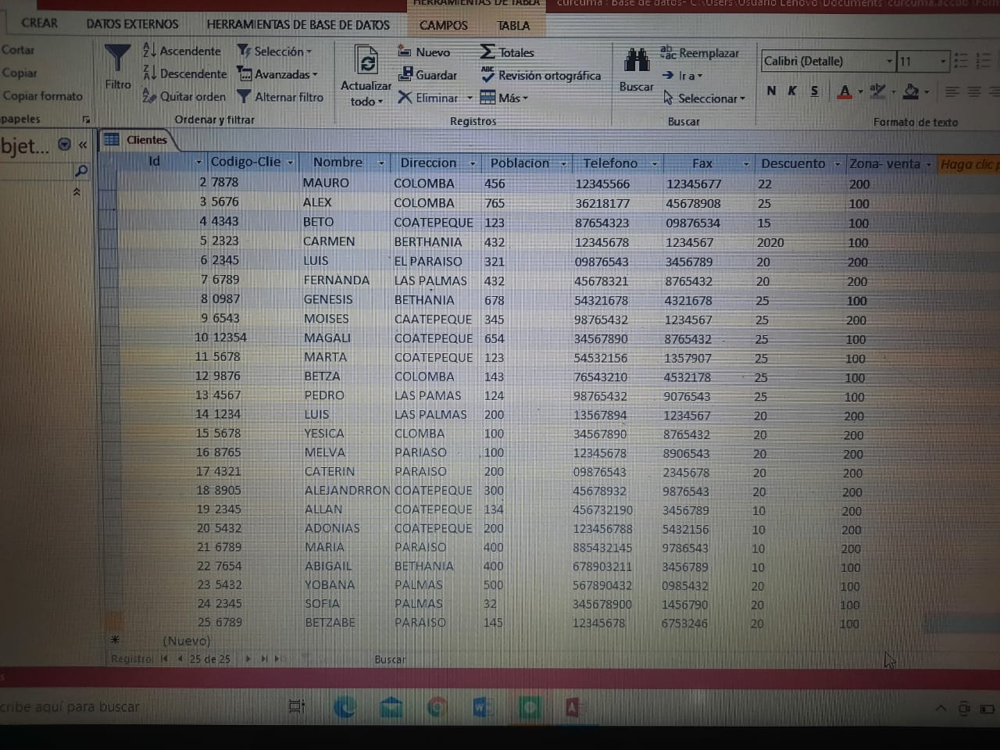 HERRAMIENTAS DE TABLA curcuma : Base de datos- C:\Users\Usuario Lenovo\Documents\curcuma.accdb
CREAR DATOS EXTERNOS HERRAMIENTAS DE BASE DE DATOS CAMPOS TABLA
Cortar
Copiar
Copiar formato
papeles
Filtro
Ascendente
Descendente
Quitar orden
Selección
Avanzadas
Alternar filtro
Ordenar y filtrar
Actualizar
todo
Nuevo
Guardar
Eliminar
Totales
Revisión ortográfica
Más
Registros
Buscar
Reemplazar
Ir a
Seleccionar
Buscar
Calibri (Detalle) 11
N K S A
Formato de texto
bjet... «
Clientes
Id Codigo-Clie Nombre Direccion Poblacion Telefono Fax Descuento Zona- venta Haga clic p
2 7878 MAURO COLOMBA 456 12345566 12345677 22 200
3 5676 ALEX COLOMBA 765 36218177 45678908 25 100
4 4343 BETO COATEPEQUE 123 87654323 09876534 15 100
5 2323 CARMEN BERTHANIA 432 12345678 1234567 2020 100
6 2345 LUIS EL PARAISO 321 09876543 3456789 20 200
7 6789 FERNANDA LAS PALMAS 432 45678321 8765432 20 200
8 0987 GENESIS BETHANIA 678 54321678 4321678 25 100
9 6543 MOISES CAATEPEQUE 345 98765432 1234567 25 200
10 12354 MAGALI COATEPEQUE 654 34567890 8765432 25 100
11 5678 MARTA COATEPEQUE 123 54532156 1357907 25 100
12 9876 BETZA COLOMBA 143 76543210 4532178 25 100
13 4567 PEDRO LAS PAMAS 124 98765432 9076543 25 100
14 1234 LUIS LAS PALMAS 200 13567894 1234567 20 200
15 5678 YESICA CLOMBA 100 34567890 8765432 20 200
16 8765 MELVA PARIASO 100 12345678 8906543 20 200
17 4321 CATERIN PARAISO 200 09876543 2345678 20 200
18 8905 ALEJANDRRON COATEPEQUE 300 45678932 9876543 20 200
19 2345 ALLAN COATEPEQUE 134 456732190 3456789 10 200
20 5432 ADONIAS COATEPEQUE 200 123456788 5432156 10 200
21 6789 MARIA PARAISO 400 885432145 9786543 10 200
22 7654 ABIGAIL BETHANIA 400 678903211 3456789 10 100
23 5432 YOBANA PALMAS 500 567890432 0985432 20 100
24 2345 SOFIA PALMAS 32 345678900 1456790 20 100
25 6789 BETZABE PARAISO 145 12345678 6753246 20 100
* (Nuevo)
Registro: 25 de 25 Buscar
cribe aquí para buscar